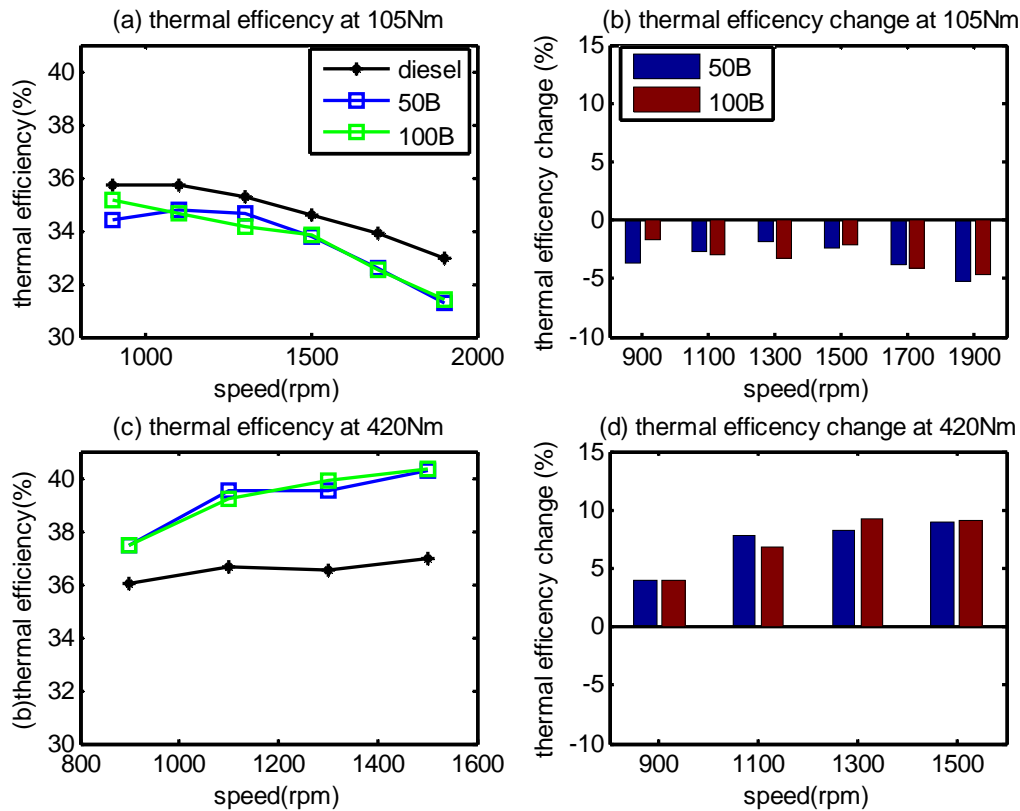 (a) thermal efficency at 105Nm
thermal efficiency(%)
40
38
36
34
32
30
1000
1500
2000
speed(rpm)
diesel
50B
100B
(b) thermal efficency change at 105Nm
thermal efficency change (%)
15
10
5
0
-5
-10
900
1100
1300
1500
1700
1900
speed(rpm)
50B
100B
(c) thermal efficency at 420Nm
(b)thermal efficiency(%)
40
38
36
34
32
30
800
1000
1200
1400
1600
speed(rpm)
(d) thermal efficency change at 420Nm
thermal efficency change (%)
15
10
5
0
-5
-10
900
1100
1300
1500
speed(rpm)